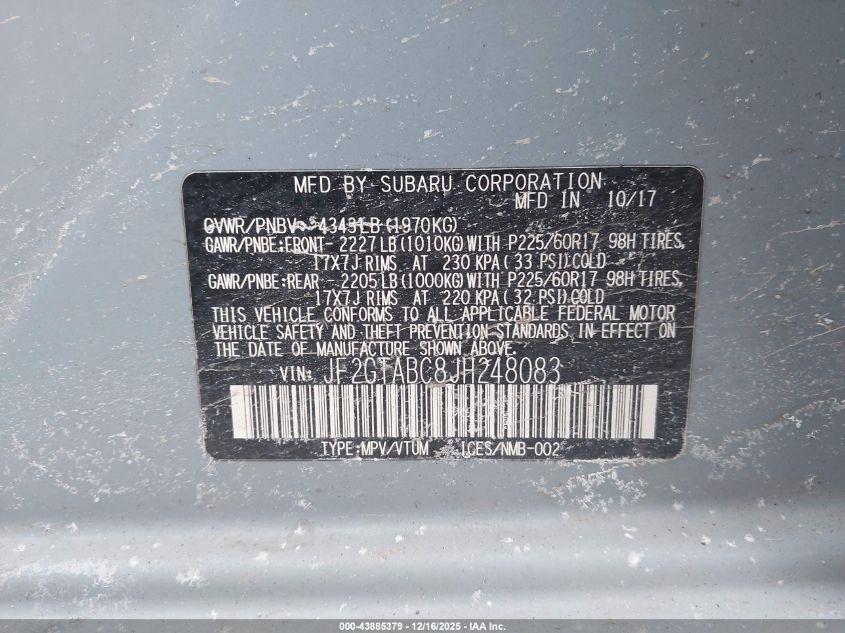 MFD BY SUBARU CORPORATION
MFD IN 10/17
GVWR/PNBV - 4343LB (1970KG)
GAWR/PNBE:FRONT- 2227LB (1010KG) WITH P225/60R17 98H TIRES,
17X7J RIMS AT 230 KPA (33 PSI) COLD
GAWR/PNBE:REAR - 2205LB (1000KG) WITH P225/60R17 98H TIRES,
17X7J RIMS AT 220 KPA (32 PSI) COLD
THIS VEHICLE CONFORMS TO ALL APPLICABLE FEDERAL MOTOR
VEHICLE SAFETY AND THEFT PREVENTION STANDARDS IN EFFECT ON
THE DATE OF MANUFACTURE SHOWN ABOVE.
VIN: JF2GTABC8JH248083
TYPE:MPV/VTUM ICES/NMB-002
000-43885379 - 12/16/2025 - IAA Inc.